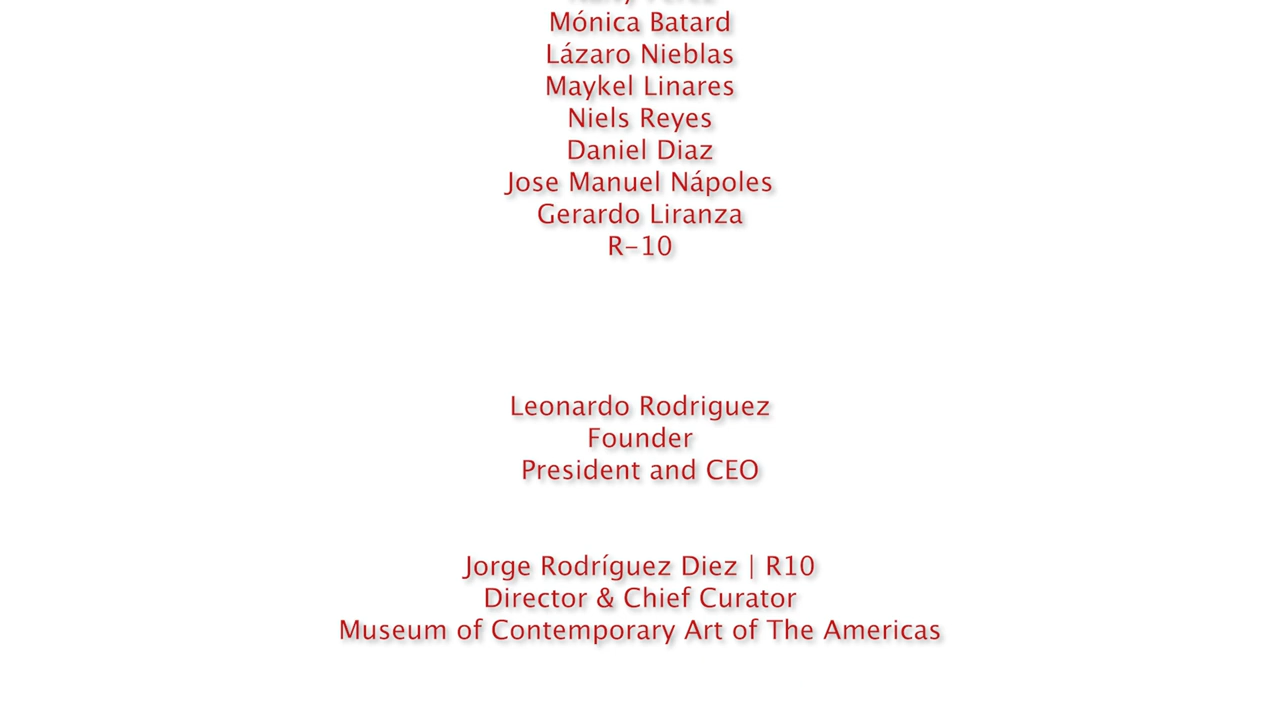 Mónica Batard
Lázaro Nieblas
Maykel Linares
Niels Reyes
Daniel Diaz
Jose Manuel Nápoles
Gerardo Liranza
R-10
Leonardo Rodriguez
Founder
President and CEO
Jorge Rodríguez Diez | R10
Director & Chief Curator
Museum of Contemporary Art of The Americas